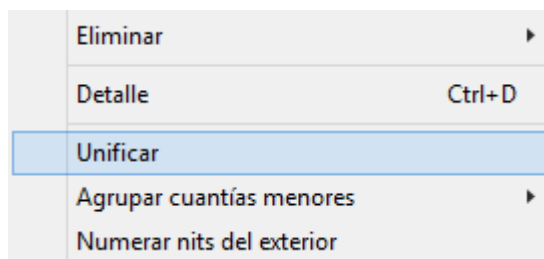 Eliminar
Detalle Ctrl+D
Unificar
Agrupar cuantías menores
Numerar nits del exterior